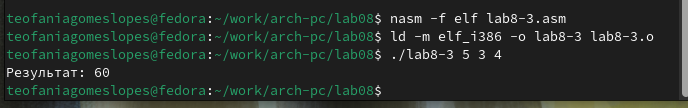 teofaniagomeslopes@fedora:~/work/arch-pc/lab08$ nasm -f elf lab8-3.asm
teofaniagomeslopes@fedora:~/work/arch-pc/lab08$ ld -m elf_i386 -o lab8-3 lab8-3.o
teofaniagomeslopes@fedora:~/work/arch-pc/lab08$ ./lab8-3 5 3 4
Результат: 60
teofaniagomeslopes@fedora:~/work/arch-pc/lab08$